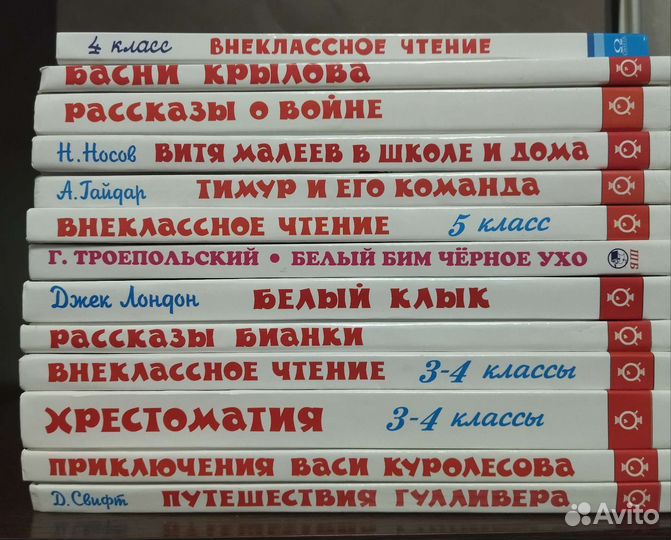 4 класс ВНЕКЛАССНОЕ ЧТЕНИЕ
БАСНИ КРЫЛОВА
РАССКАЗЫ О ВОЙНЕ
Н. Носов ВИТЯ МАЛЕЕВ В ШКОЛЕ И ДОМА
А. Гайдар ТИМУР И ЕГО КОМАНДА
ВНЕКЛАССНОЕ ЧТЕНИЕ 5 класс
Г. ТРОЕПОЛЬСКИЙ • БЕЛЫЙ БИМ ЧЁРНОЕ УХО ШБ
Джек Лондон БЕЛЫЙ КЛЫК
РАССКАЗЫ БИАНКИ
ВНЕКЛАССНОЕ ЧТЕНИЕ 3-4 классы
ХРЕСТОМАТИЯ 3-4 классы
ПРИКЛЮЧЕНИЯ ВАСИ КУРОЛЕСОВА
Д. Свифт ПУТЕШЕСТВИЯ ГУЛЛИВЕРА
Avito